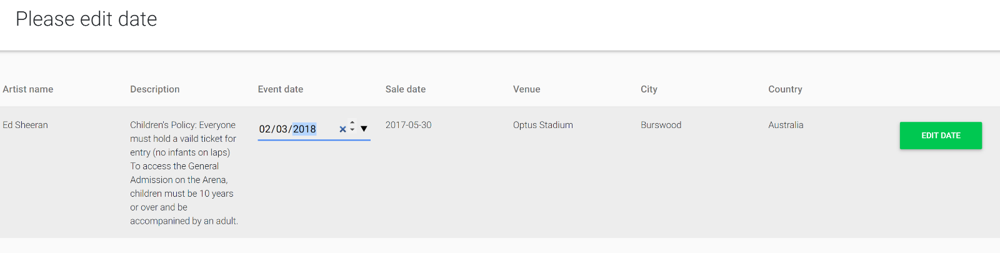 Please edit date
Artist name Description Event date Sale date Venue City Country
Ed Sheeran
Children's Policy: Everyone
must hold a vaild ticket for
entry (no infants on laps)
To access the General
Admission on the Arena,
children must be 10 years
or over and be
accompanined by an adult.
02/03/2018
2017-05-30
Optus Stadium
Burswood
Australia
EDIT DATE